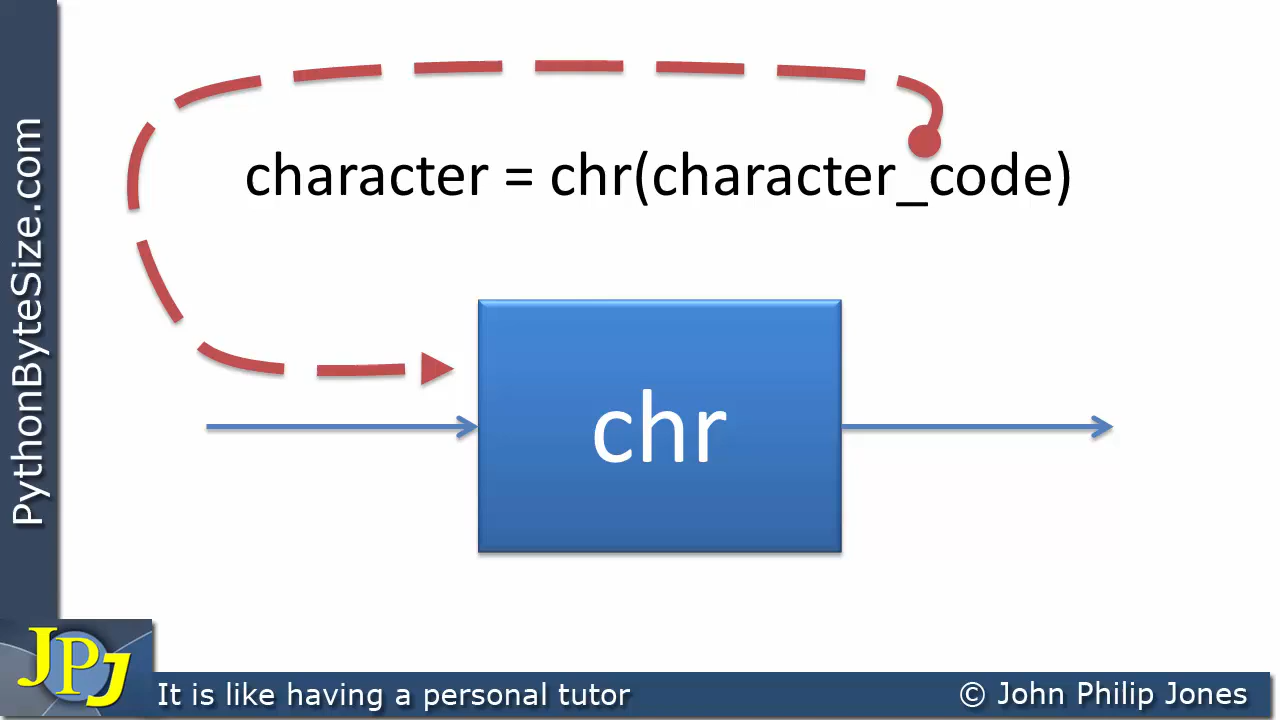 character = chr(character_code)
chr
PythonByteSize.com
JPJ
It is like having a personal tutor
© John Philip Jones